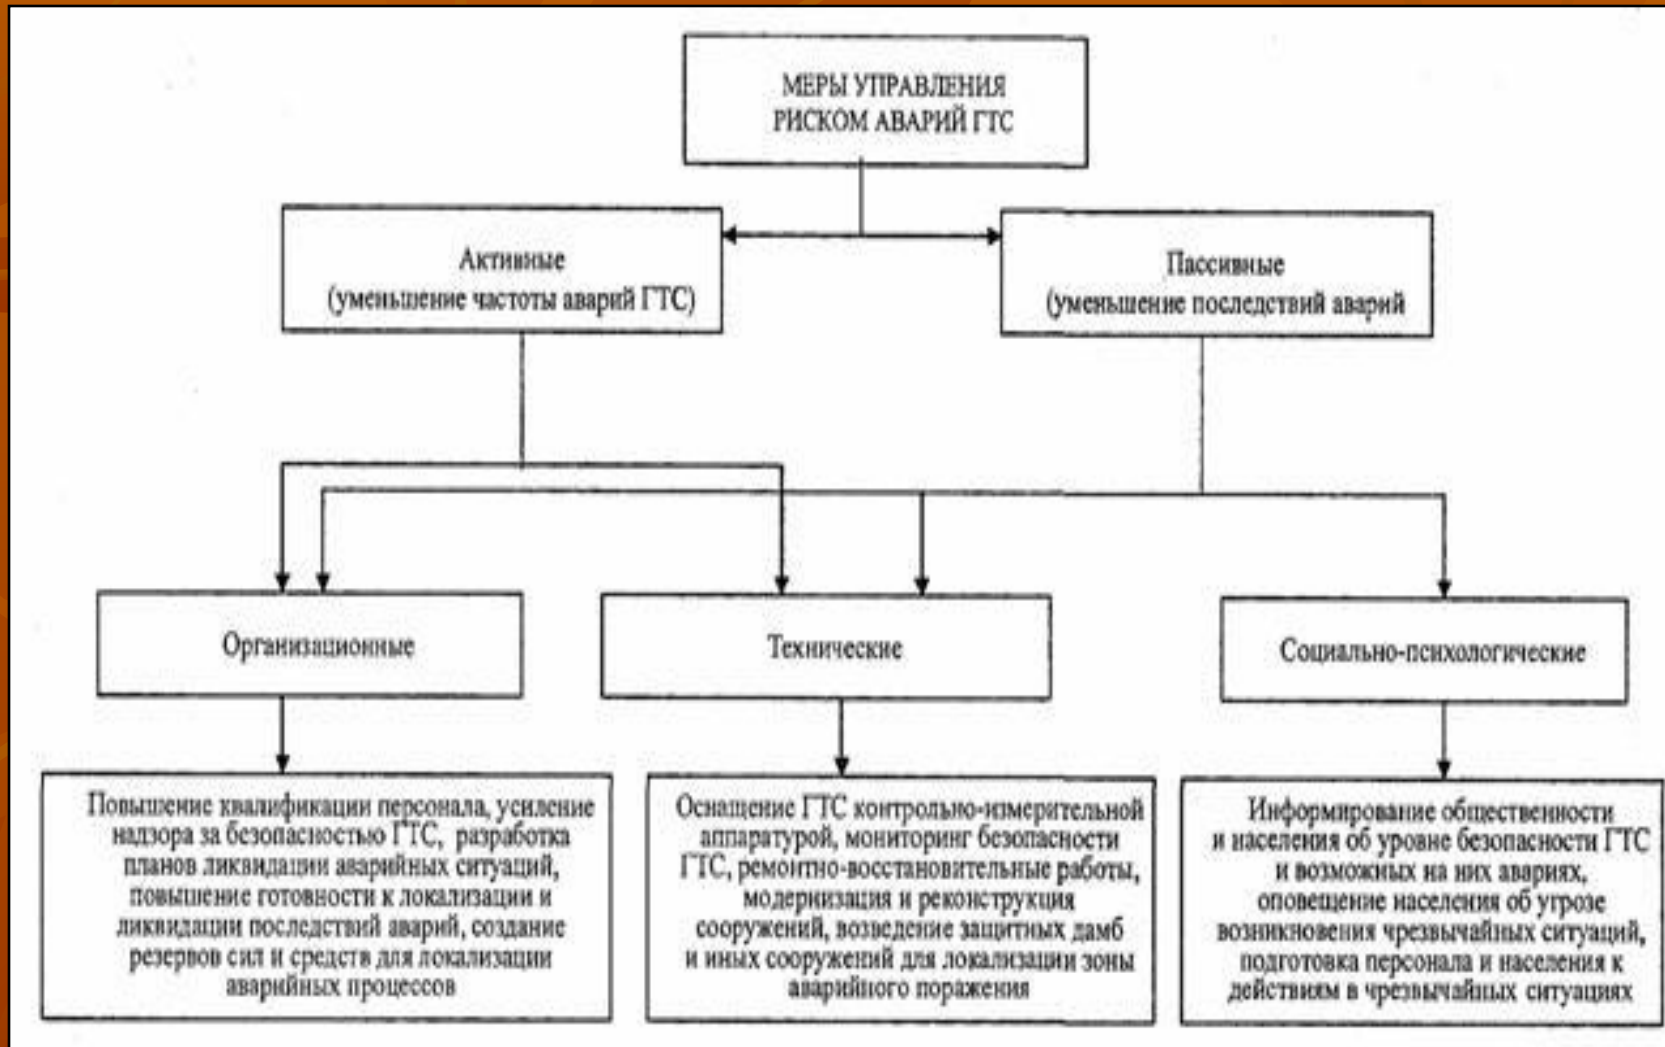 МЕРЫ УПРАВЛЕНИЯ
РИСКОМ АВАРИЙ ГТС
Активные
(уменьшение частоты аварий ГТС)
Пассивные
(уменьшение последствий аварий
Организационные
Технические
Социально-психологические
Повышение квалификации персонала, усиление
надзора за безопасностью ГТС, разработка
планов ликвидации аварийных ситуаций,
повышение готовности к локализации и
ликвидации последствий аварий, создание
резервов сил и средств для локализации
аварийных процессов
Оснащение ГТС контрольно-измерительной
аппаратурой, мониторинг безопасности
ГТС, ремонтно-восстановительные работы,
модернизация и реконструкция
сооружений, возведение защитных дамб
и иных сооружений для локализации зоны
аварийного поражения
Информирование общественности
и населения об уровне безопасности ГТС
и возможных на них авариях,
оповещение населения об угрозе
возникновения чрезвычайных ситуаций,
подготовка персонала и населения к
действиям в чрезвычайных ситуациях